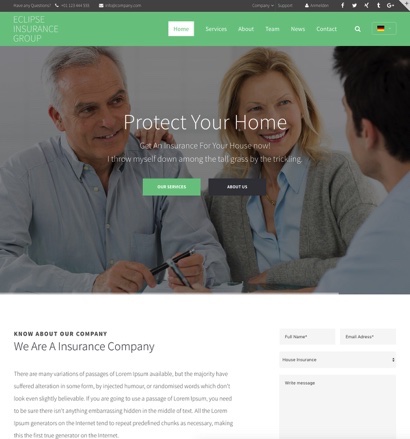 Have any Questions? +01 123 444 555 info@company.com Company Support Anmelden
ECLIPSE
INSURANCE
GROUP
Home Services About Team News Contact
Protect Your Home
Get An Insurance For Your House now!
I throw myself down among the tall grass by the trickling.
OUR SERVICES ABOUT US
KNOW ABOUT OUR COMPANY
We Are A Insurance Company
Full Name* Email Adress*
House Insurance
Write message
There are many variations of passages of Lorem Ipsum available, but the majority have
suffered alteration in some form, by injected humour, or randomised words which don't
look even slightly believable. If you are going to use a passage of Lorem Ipsum, you need
to be sure there isn't anything embarrassing hidden in the middle of text. All the Lorem
Ipsum generators on the Internet tend to repeat predefined chunks as necessary, making
this the first true generator on the Internet.